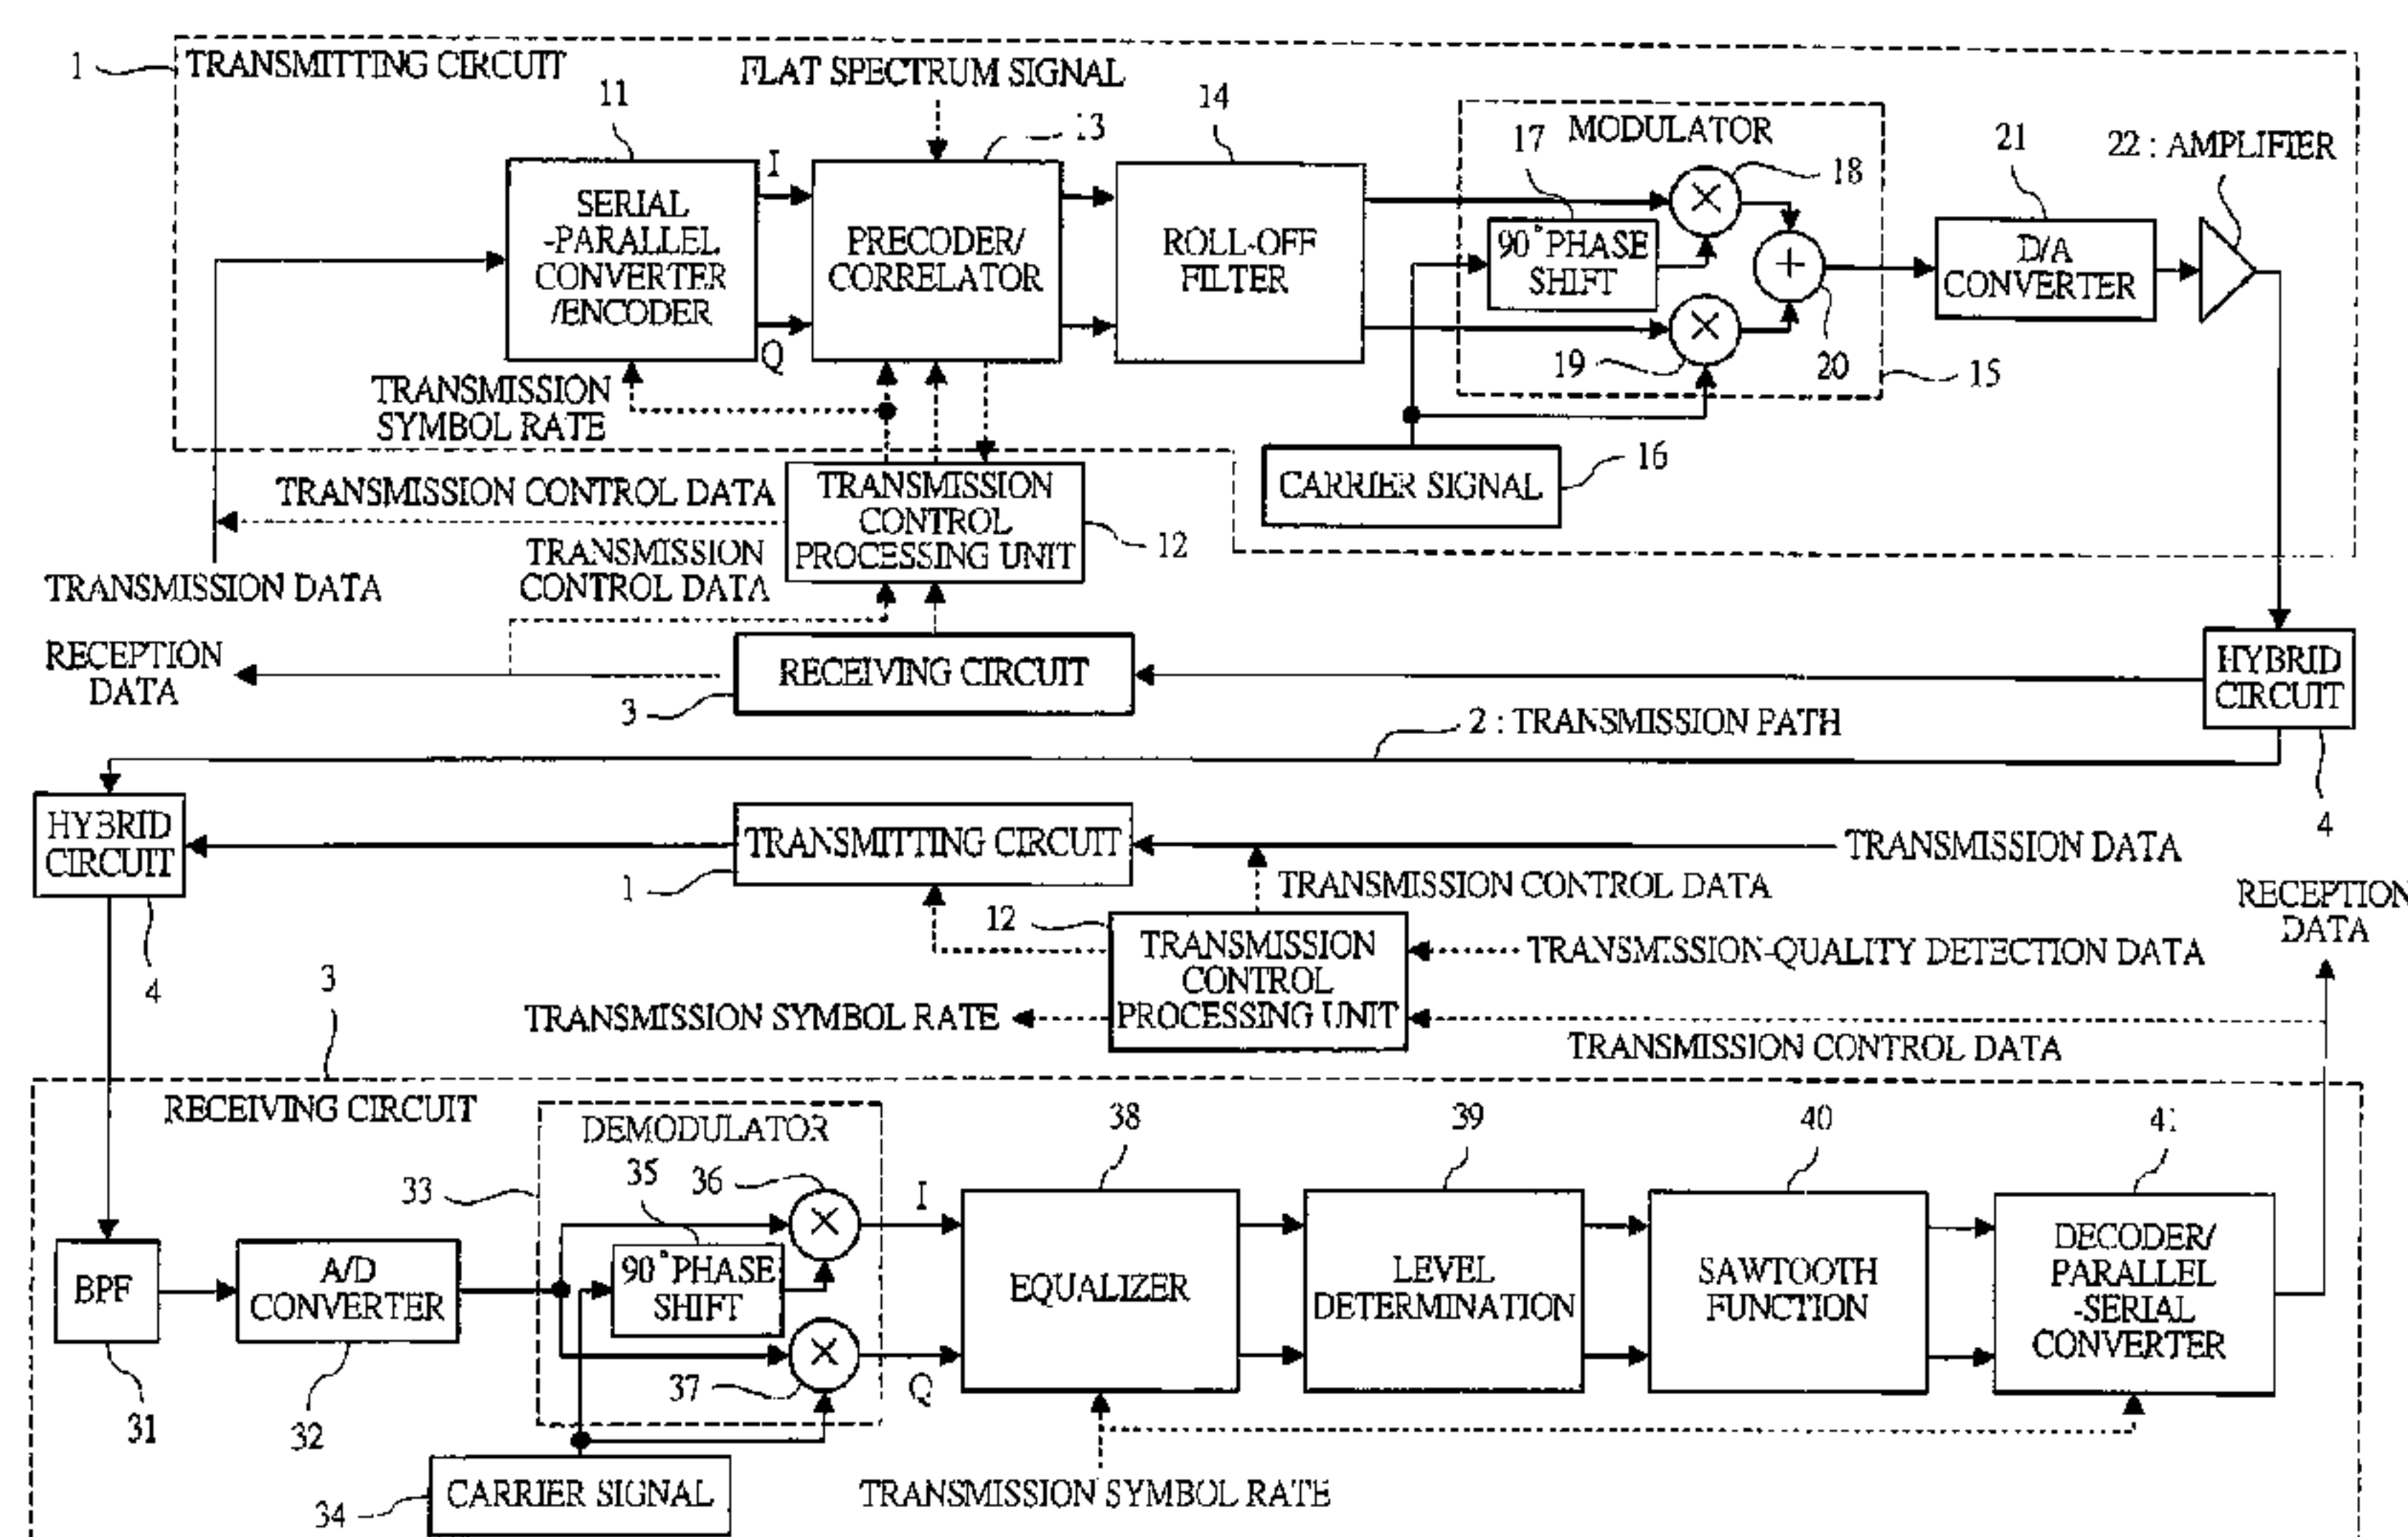 1
TRANSMITTING CIRCUIT
FLAT SPECTRUM SIGNAL
11
13
14
MODULATOR
17
18
21
22 : AMPLIFIER
I
SERIAL
-PARALLEL
CONVERTER
/ENCODER
PRECODER/
CORRELATOR
ROLL-OFF
FILTER
90°PHASE
SHIFT
D/A
CONVERTER
Q
19
20
15
TRANSMISSION
SYMBOL RATE
TRANSMISSION CONTROL DATA
TRANSMISSION
CONTROL
PROCESSING UNIT
12
CARRIER SIGNAL
16
TRANSMISSION
CONTROL DATA
TRANSMISSION DATA
RECEPTION
DATA
RECEIVING CIRCUIT
3
HYBRID
CIRCUIT
2 : TRANSMISSION PATH
4
HYBRID
CIRCUIT
4
TRANSMITTING CIRCUIT
1
TRANSMISSION DATA
TRANSMISSION CONTROL DATA
RECEPTION
DATA
12
TRANSMISSION
CONTROL
PROCESSING UNIT
TRANSMISSION-QUALITY DETECTION DATA
TRANSMISSION SYMBOL RATE
TRANSMISSION CONTROL DATA
3
RECEIVING CIRCUIT
DEMODULATOR
33
35
36
I
38
39
40
41
BPF
A/D
CONVERTER
90°PHASE
SHIFT
EQUALIZER
LEVEL
DETERMINATION
SAWTOOTH
FUNCTION
DECODER/
PARALLEL
-SERIAL
CONVERTER
31
32
37
Q
CARRIER SIGNAL
34
TRANSMISSION SYMBOL RATE